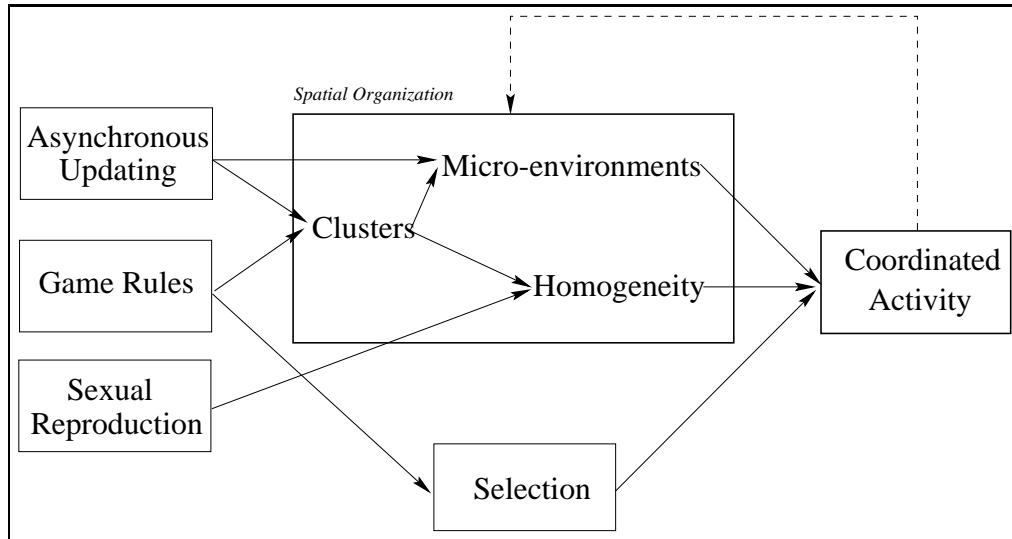 Spatial Organization
Asynchronous
Updating
Micro-environments
Clusters
Game Rules
Homogeneity
Coordinated
Activity
Sexual
Reproduction
Selection